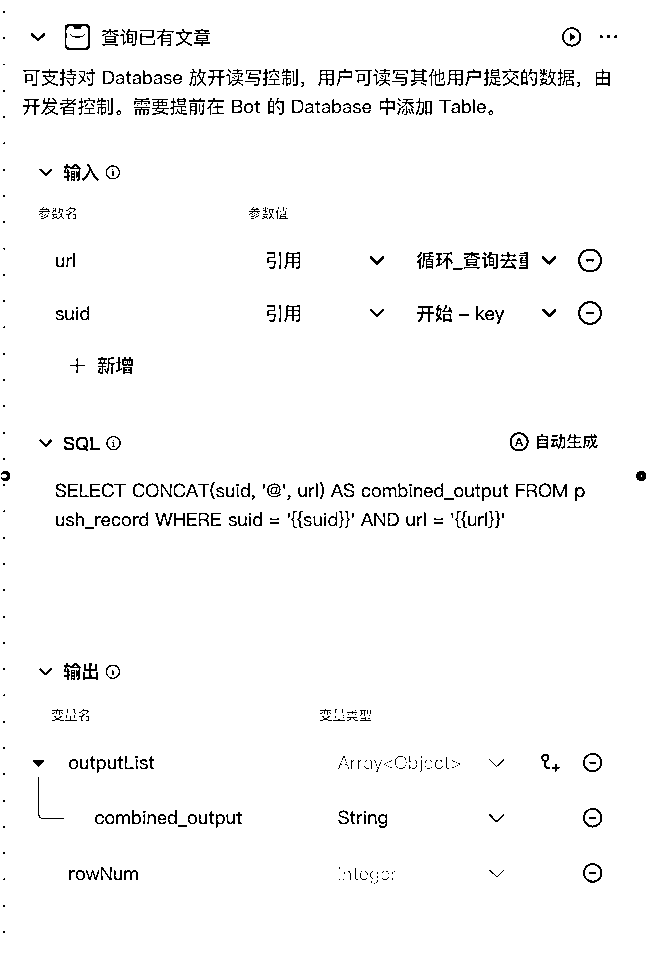 查询已有文章
可支持对 Database 放开读写控制，用户可读写其他用户提交的数据，由
开发者控制。需要提前在 Bot 的 Database 中添加 Table。
输入
参数名 参数值
url 引用 循环_查询去重
suid 引用 开始 – key
+ 新增
SQL 自动生成
SELECT CONCAT(suid, '@', url) AS combined_output FROM p
ush_record WHERE suid = '{{suid}}' AND url = '{{url}}'
输出
变量名 变量类型
outputList Array<Object>
combined_output String
rowNum Integer